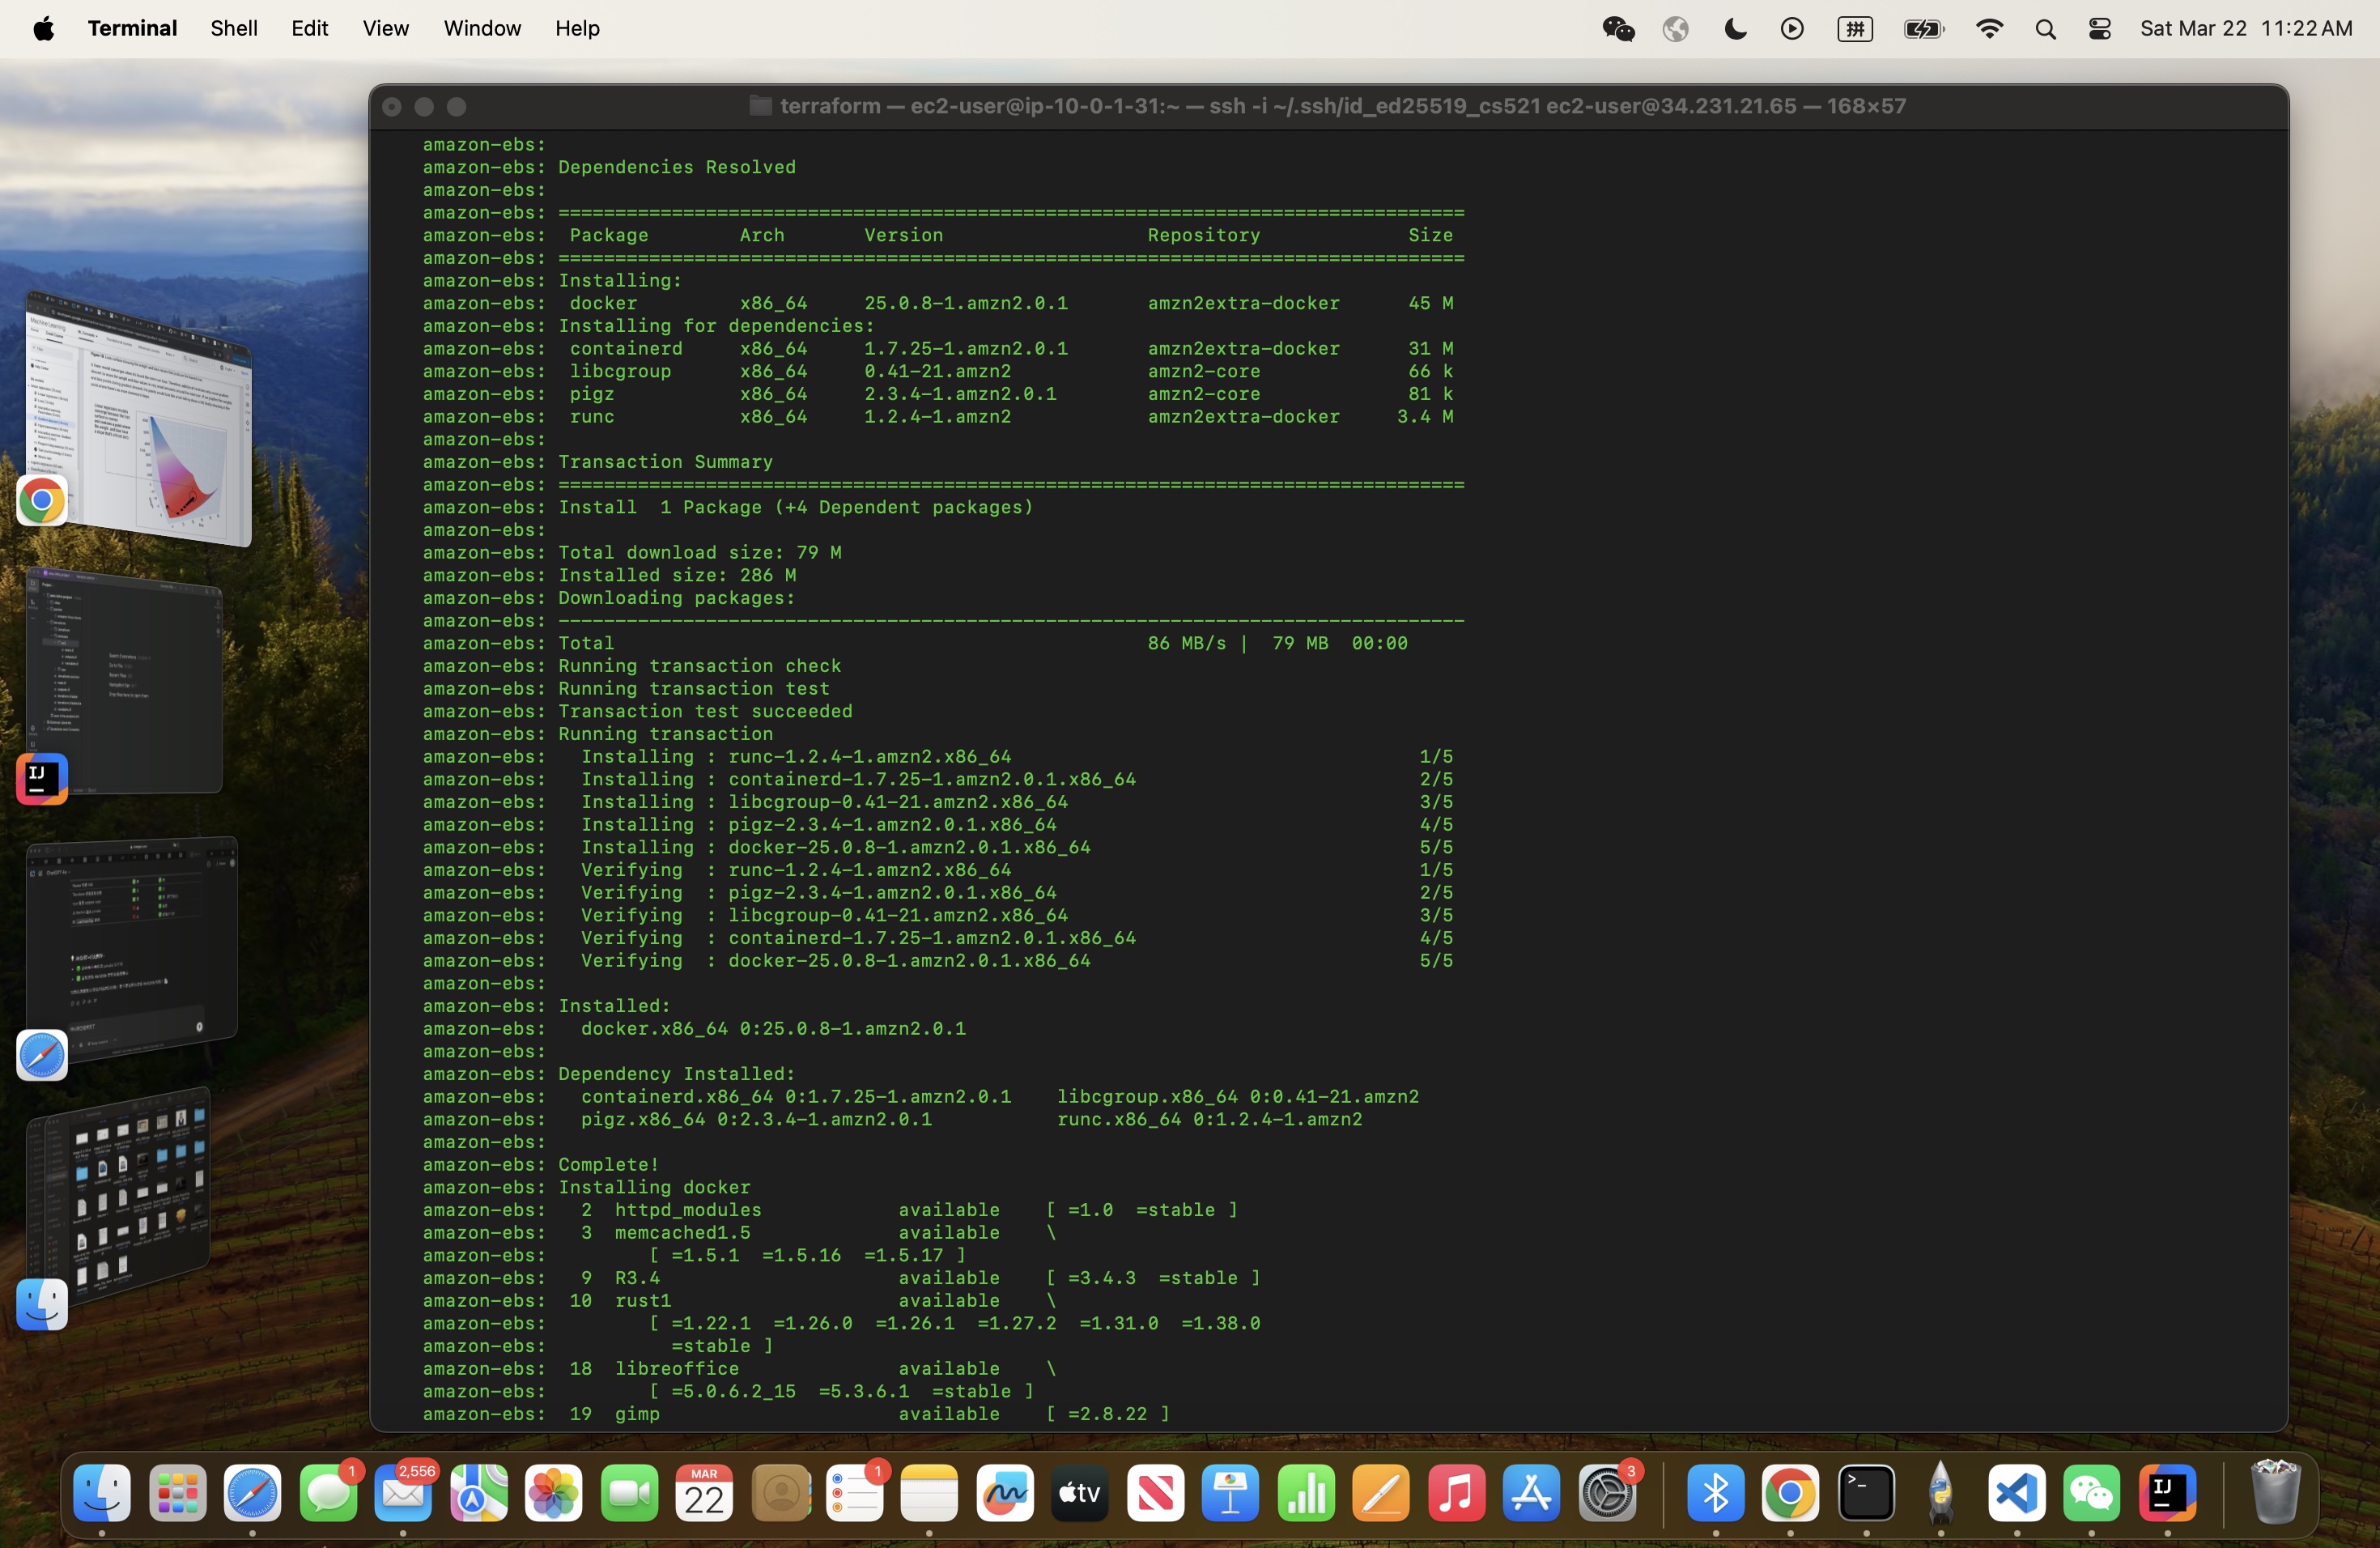 Terminal Shell Edit View Window Help 拼 Sat Mar 22 11:22 AM
terraform — ec2-user@ip-10-0-1-31:~ — ssh -i ~/.ssh/id_ed25519_cs521 ec2-user@34.231.21.65 — 168×57
amazon-ebs:
amazon-ebs: Dependencies Resolved
amazon-ebs:
amazon-ebs: ================================================================================
amazon-ebs:  Package        Arch       Version                  Repository             Size
amazon-ebs: ================================================================================
amazon-ebs: Installing:
amazon-ebs:  docker         x86_64     25.0.8-1.amzn2.0.1       amzn2extra-docker      45 M
amazon-ebs: Installing for dependencies:
amazon-ebs:  containerd     x86_64     1.7.25-1.amzn2.0.1       amzn2extra-docker      31 M
amazon-ebs:  libcgroup      x86_64     0.41-21.amzn2            amzn2-core             66 k
amazon-ebs:  pigz           x86_64     2.3.4-1.amzn2.0.1        amzn2-core             81 k
amazon-ebs:  runc           x86_64     1.2.4-1.amzn2            amzn2extra-docker     3.4 M
amazon-ebs:
amazon-ebs: Transaction Summary
amazon-ebs: ================================================================================
amazon-ebs: Install  1 Package (+4 Dependent packages)
amazon-ebs:
amazon-ebs: Total download size: 79 M
amazon-ebs: Installed size: 286 M
amazon-ebs: Downloading packages:
amazon-ebs: --------------------------------------------------------------------------------
amazon-ebs: Total                                               86 MB/s |  79 MB  00:00
amazon-ebs: Running transaction check
amazon-ebs: Running transaction test
amazon-ebs: Transaction test succeeded
amazon-ebs: Running transaction
amazon-ebs:   Installing : runc-1.2.4-1.amzn2.x86_64                                    1/5
amazon-ebs:   Installing : containerd-1.7.25-1.amzn2.0.1.x86_64                         2/5
amazon-ebs:   Installing : libcgroup-0.41-21.amzn2.x86_64                               3/5
amazon-ebs:   Installing : pigz-2.3.4-1.amzn2.0.1.x86_64                                4/5
amazon-ebs:   Installing : docker-25.0.8-1.amzn2.0.1.x86_64                             5/5
amazon-ebs:   Verifying  : runc-1.2.4-1.amzn2.x86_64                                    1/5
amazon-ebs:   Verifying  : pigz-2.3.4-1.amzn2.0.1.x86_64                                2/5
amazon-ebs:   Verifying  : libcgroup-0.41-21.amzn2.x86_64                               3/5
amazon-ebs:   Verifying  : containerd-1.7.25-1.amzn2.0.1.x86_64                         4/5
amazon-ebs:   Verifying  : docker-25.0.8-1.amzn2.0.1.x86_64                             5/5
amazon-ebs:
amazon-ebs: Installed:
amazon-ebs:   docker.x86_64 0:25.0.8-1.amzn2.0.1
amazon-ebs:
amazon-ebs: Dependency Installed:
amazon-ebs:   containerd.x86_64 0:1.7.25-1.amzn2.0.1    libcgroup.x86_64 0:0.41-21.amzn2
amazon-ebs:   pigz.x86_64 0:2.3.4-1.amzn2.0.1           runc.x86_64 0:1.2.4-1.amzn2
amazon-ebs:
amazon-ebs: Complete!
amazon-ebs: Installing docker
amazon-ebs:   2  httpd_modules            available    [ =1.0  =stable ]
amazon-ebs:   3  memcached1.5             available    \
amazon-ebs:         [ =1.5.1  =1.5.16  =1.5.17 ]
amazon-ebs:   9  R3.4                     available    [ =3.4.3  =stable ]
amazon-ebs:  10  rust1                    available    \
amazon-ebs:         [ =1.22.1  =1.26.0  =1.26.1  =1.27.2  =1.31.0  =1.38.0
amazon-ebs:           =stable ]
amazon-ebs:  18  libreoffice              available    \
amazon-ebs:         [ =5.0.6.2_15  =5.3.6.1  =stable ]
amazon-ebs:  19  gimp                     available    [ =2.8.22 ]
IJ
1 2,556 MAR 22 1 tv 3 >_ IJ